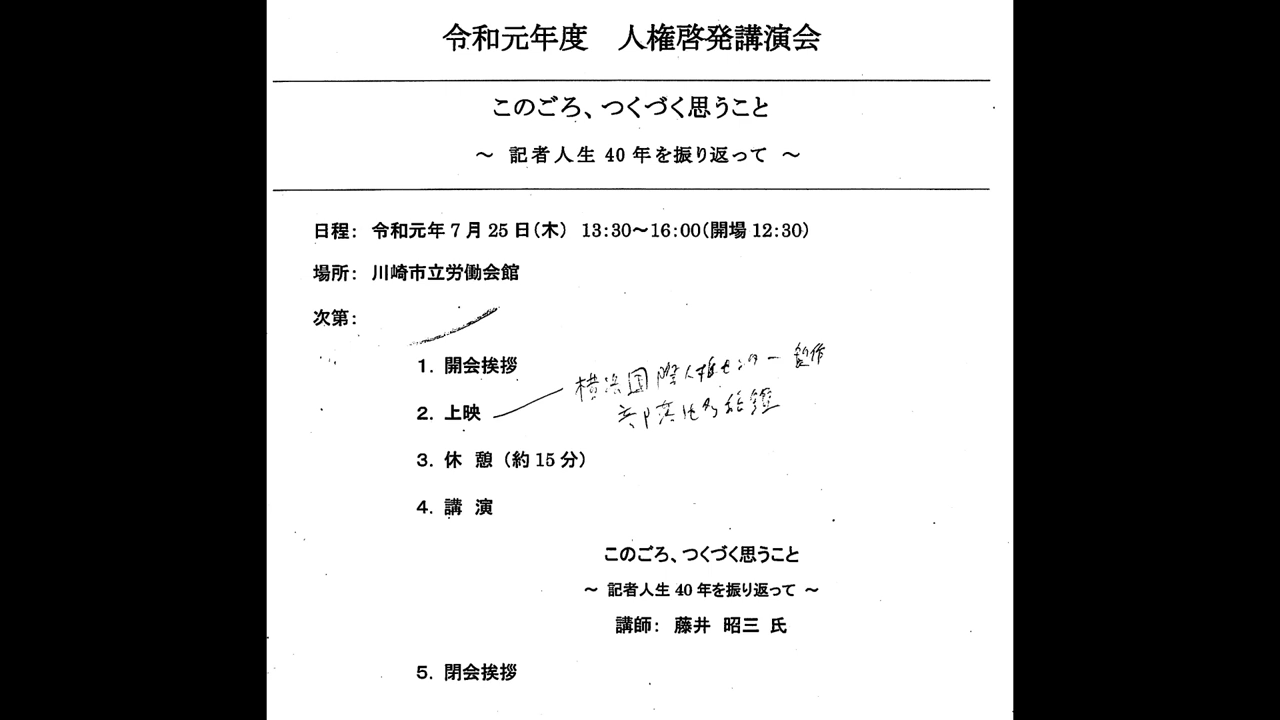 令和元年度　人権啓発講演会
このごろ、つくづく思うこと
～ 記者人生 40 年を振り返って ～
日程： 令和元年 7 月 25 日（木） 13:30～16:00（開場 12:30）
場所： 川崎市立労働会館
次第：
1. 開会挨拶
横浜国際人権センター 製作
2. 上映
部落地名総鑑
3. 休 憩 （約 15 分）
4. 講 演
このごろ、つくづく思うこと
～ 記者人生 40 年を振り返って ～
講師： 藤井 昭三 氏
5. 閉会挨拶